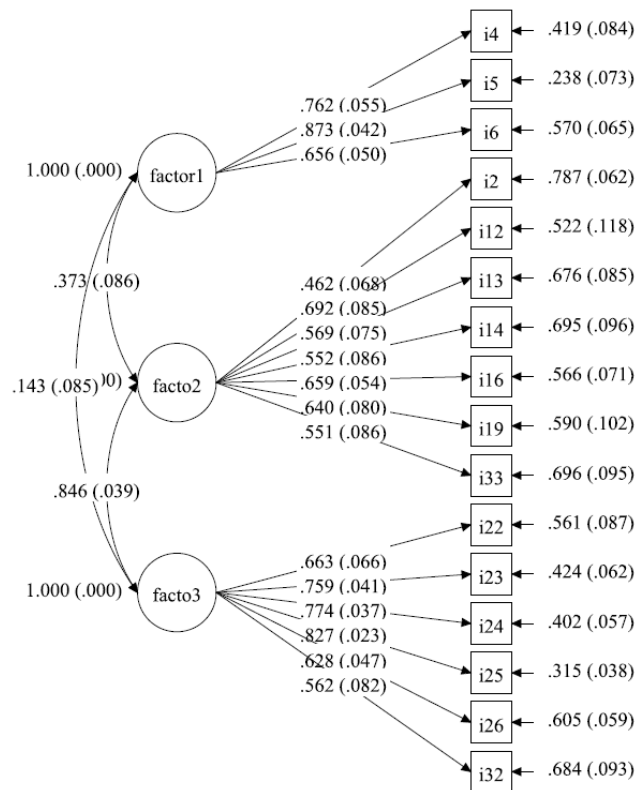 i4 .419 (.084)
i5 .238 (.073)
.762 (.055)
.873 (.042)
i6 .570 (.065)
.656 (.050)
1.000 (.000) factor1
i2 .787 (.062)
i12 .522 (.118)
.373 (.086)
.462 (.068)
i13 .676 (.085)
.692 (.085)
i14 .695 (.096)
.569 (.075)
.552 (.086)
.143 (.085) facto2
i16 .566 (.071)
.659 (.054)
.640 (.080)
i19 .590 (.102)
.551 (.086)
i33 .696 (.095)
.846 (.039)
i22 .561 (.087)
.663 (.066)
i23 .424 (.062)
.759 (.041)
1.000 (.000) facto3
.774 (.037)
i24 .402 (.057)
.827 (.023)
.628 (.047)
i25 .315 (.038)
.562 (.082)
i26 .605 (.059)
i32 .684 (.093)